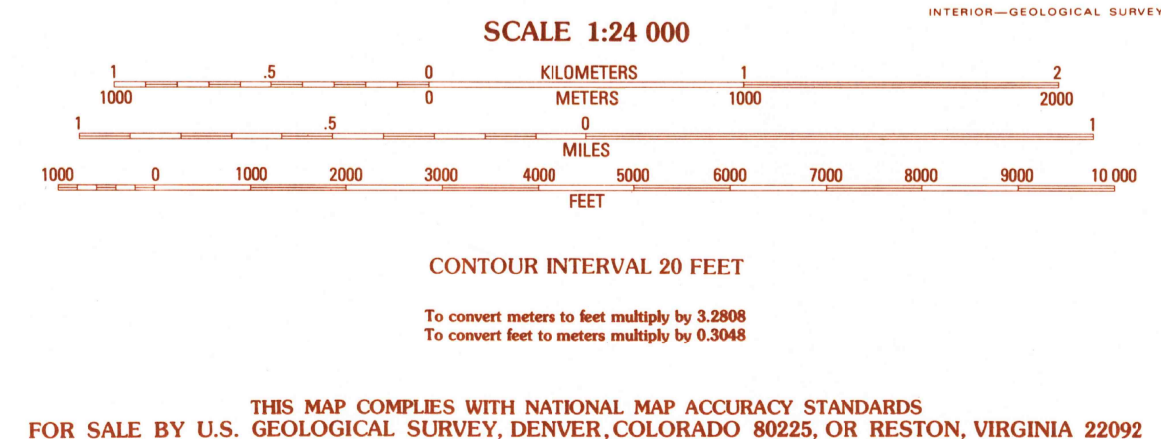 INTERIOR—GEOLOGICAL SURVEY
SCALE 1:24 000
1 .5 0 KILOMETERS 1 2
1000 0 METERS 1000 2000
1 .5 0 1
MILES
1000 0 1000 2000 3000 4000 5000 6000 7000 8000 9000 10 000
FEET
CONTOUR INTERVAL 20 FEET
To convert meters to feet multiply by 3.2808
To convert feet to meters multiply by 0.3048
THIS MAP COMPLIES WITH NATIONAL MAP ACCURACY STANDARDS
FOR SALE BY U.S. GEOLOGICAL SURVEY, DENVER, COLORADO 80225, OR RESTON, VIRGINIA 22092